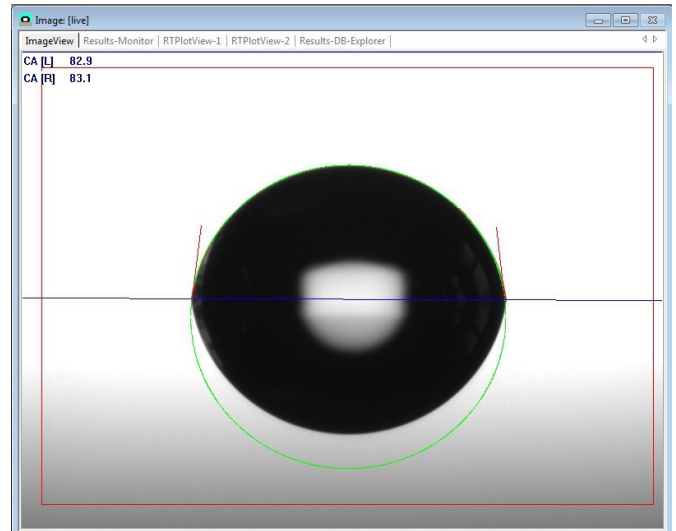 Image: [live]
ImageView | Results-Monitor | RTPlotView-1 | RTPlotView-2 | Results-DB-Explorer |
CA [L] 82.9
CA [R] 83.1